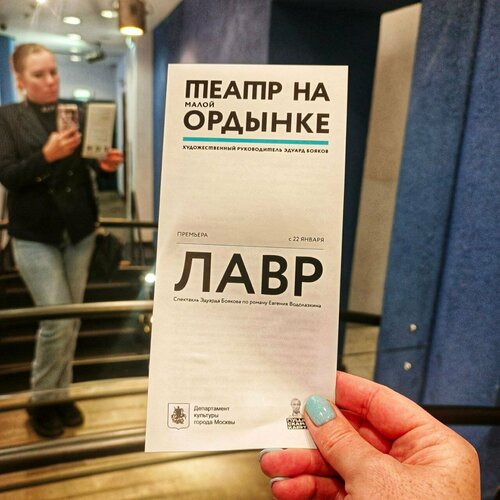 ТЕАТР НА
МАЛОЙ
ОРДЫНКЕ
ХУДОЖЕСТВЕННЫЙ РУКОВОДИТЕЛЬ ЭДУАРД БОЯКОВ
ПРЕМЬЕРА
С 22 ЯНВАРЯ
ЛАВР
Спектакль Эдуарда Боякова по роману Евгения Водолазкина
Департамент
культуры
города Москвы